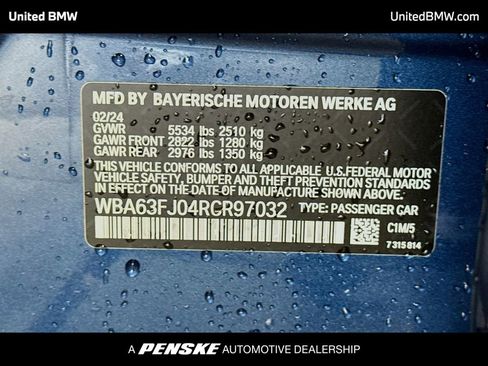 United BMW
UnitedBMW.com
MFD BY BAYERISCHE MOTOREN WERKE AG
02/24
GVWR 5534 lbs 2510 kg
GAWR FRONT 2822 lbs 1280 kg
GAWR REAR 2976 lbs 1350 kg
THIS VEHICLE CONFORMS TO ALL APPLICABLE U.S.FEDERAL MOTOR
VEHICLE SAFETY, BUMPER AND THEFT PREVENTION STANDARDS
IN EFFECT ON THE DATE OF MANUFACTURE SHOWN ABOVE.
WBA63FJ04RCR97032 TYPE: PASSENGER CAR
C1M/5
7315814
A PENSKE AUTOMOTIVE DEALERSHIP